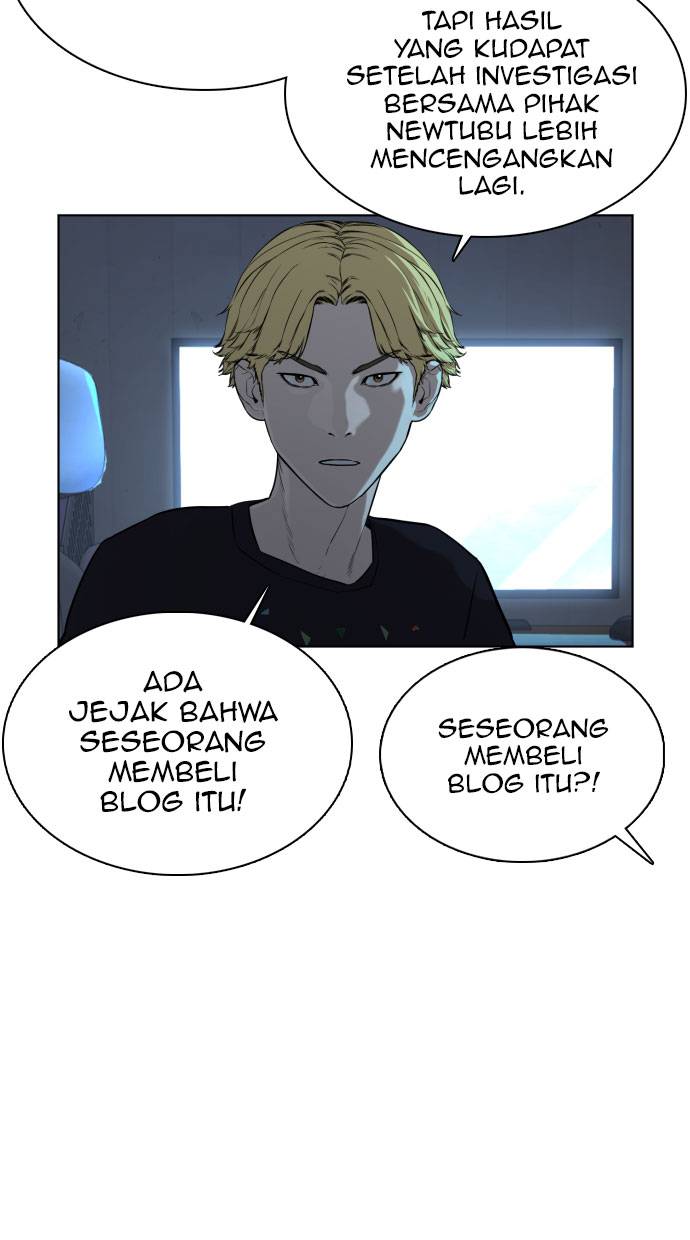 TAPI HASIL
YANG KUDAPAT
SETELAH INVESTIGASI
BERSAMA PIHAK
NEWTUBU LEBIH
MENCENGANGKAN
LAGI.
ADA
JEJAK BAHWA
SESEORANG
MEMBELI
BLOG ITU!
SESEORANG
MEMBELI
BLOG ITU?!